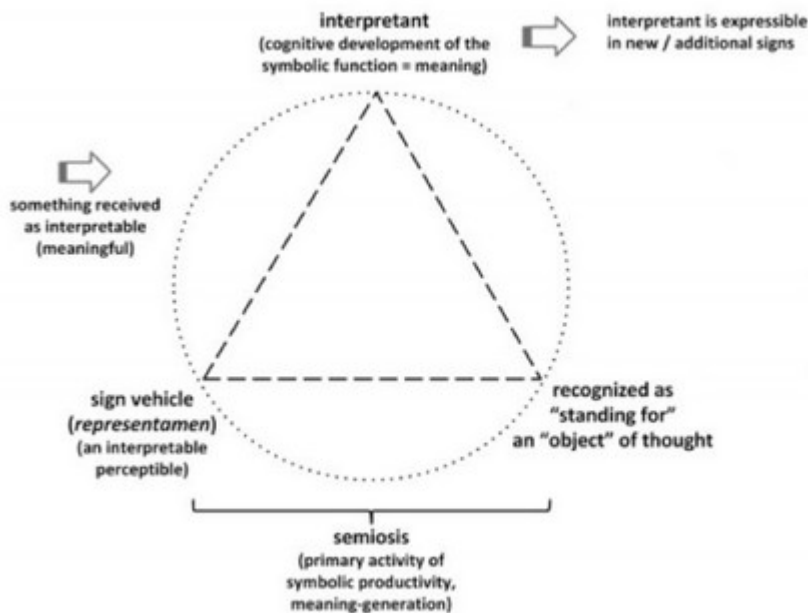 interpretant
(cognitive development of the
symbolic function = meaning)
interpretant is expressible
in new / additional signs
something received
as interpretable
(meaningful)
sign vehicle
(representamen)
(an interpretable
perceptible)
recognized as
“standing for”
an “object” of thought
semiosis
(primary activity of
symbolic productivity,
meaning-generation)